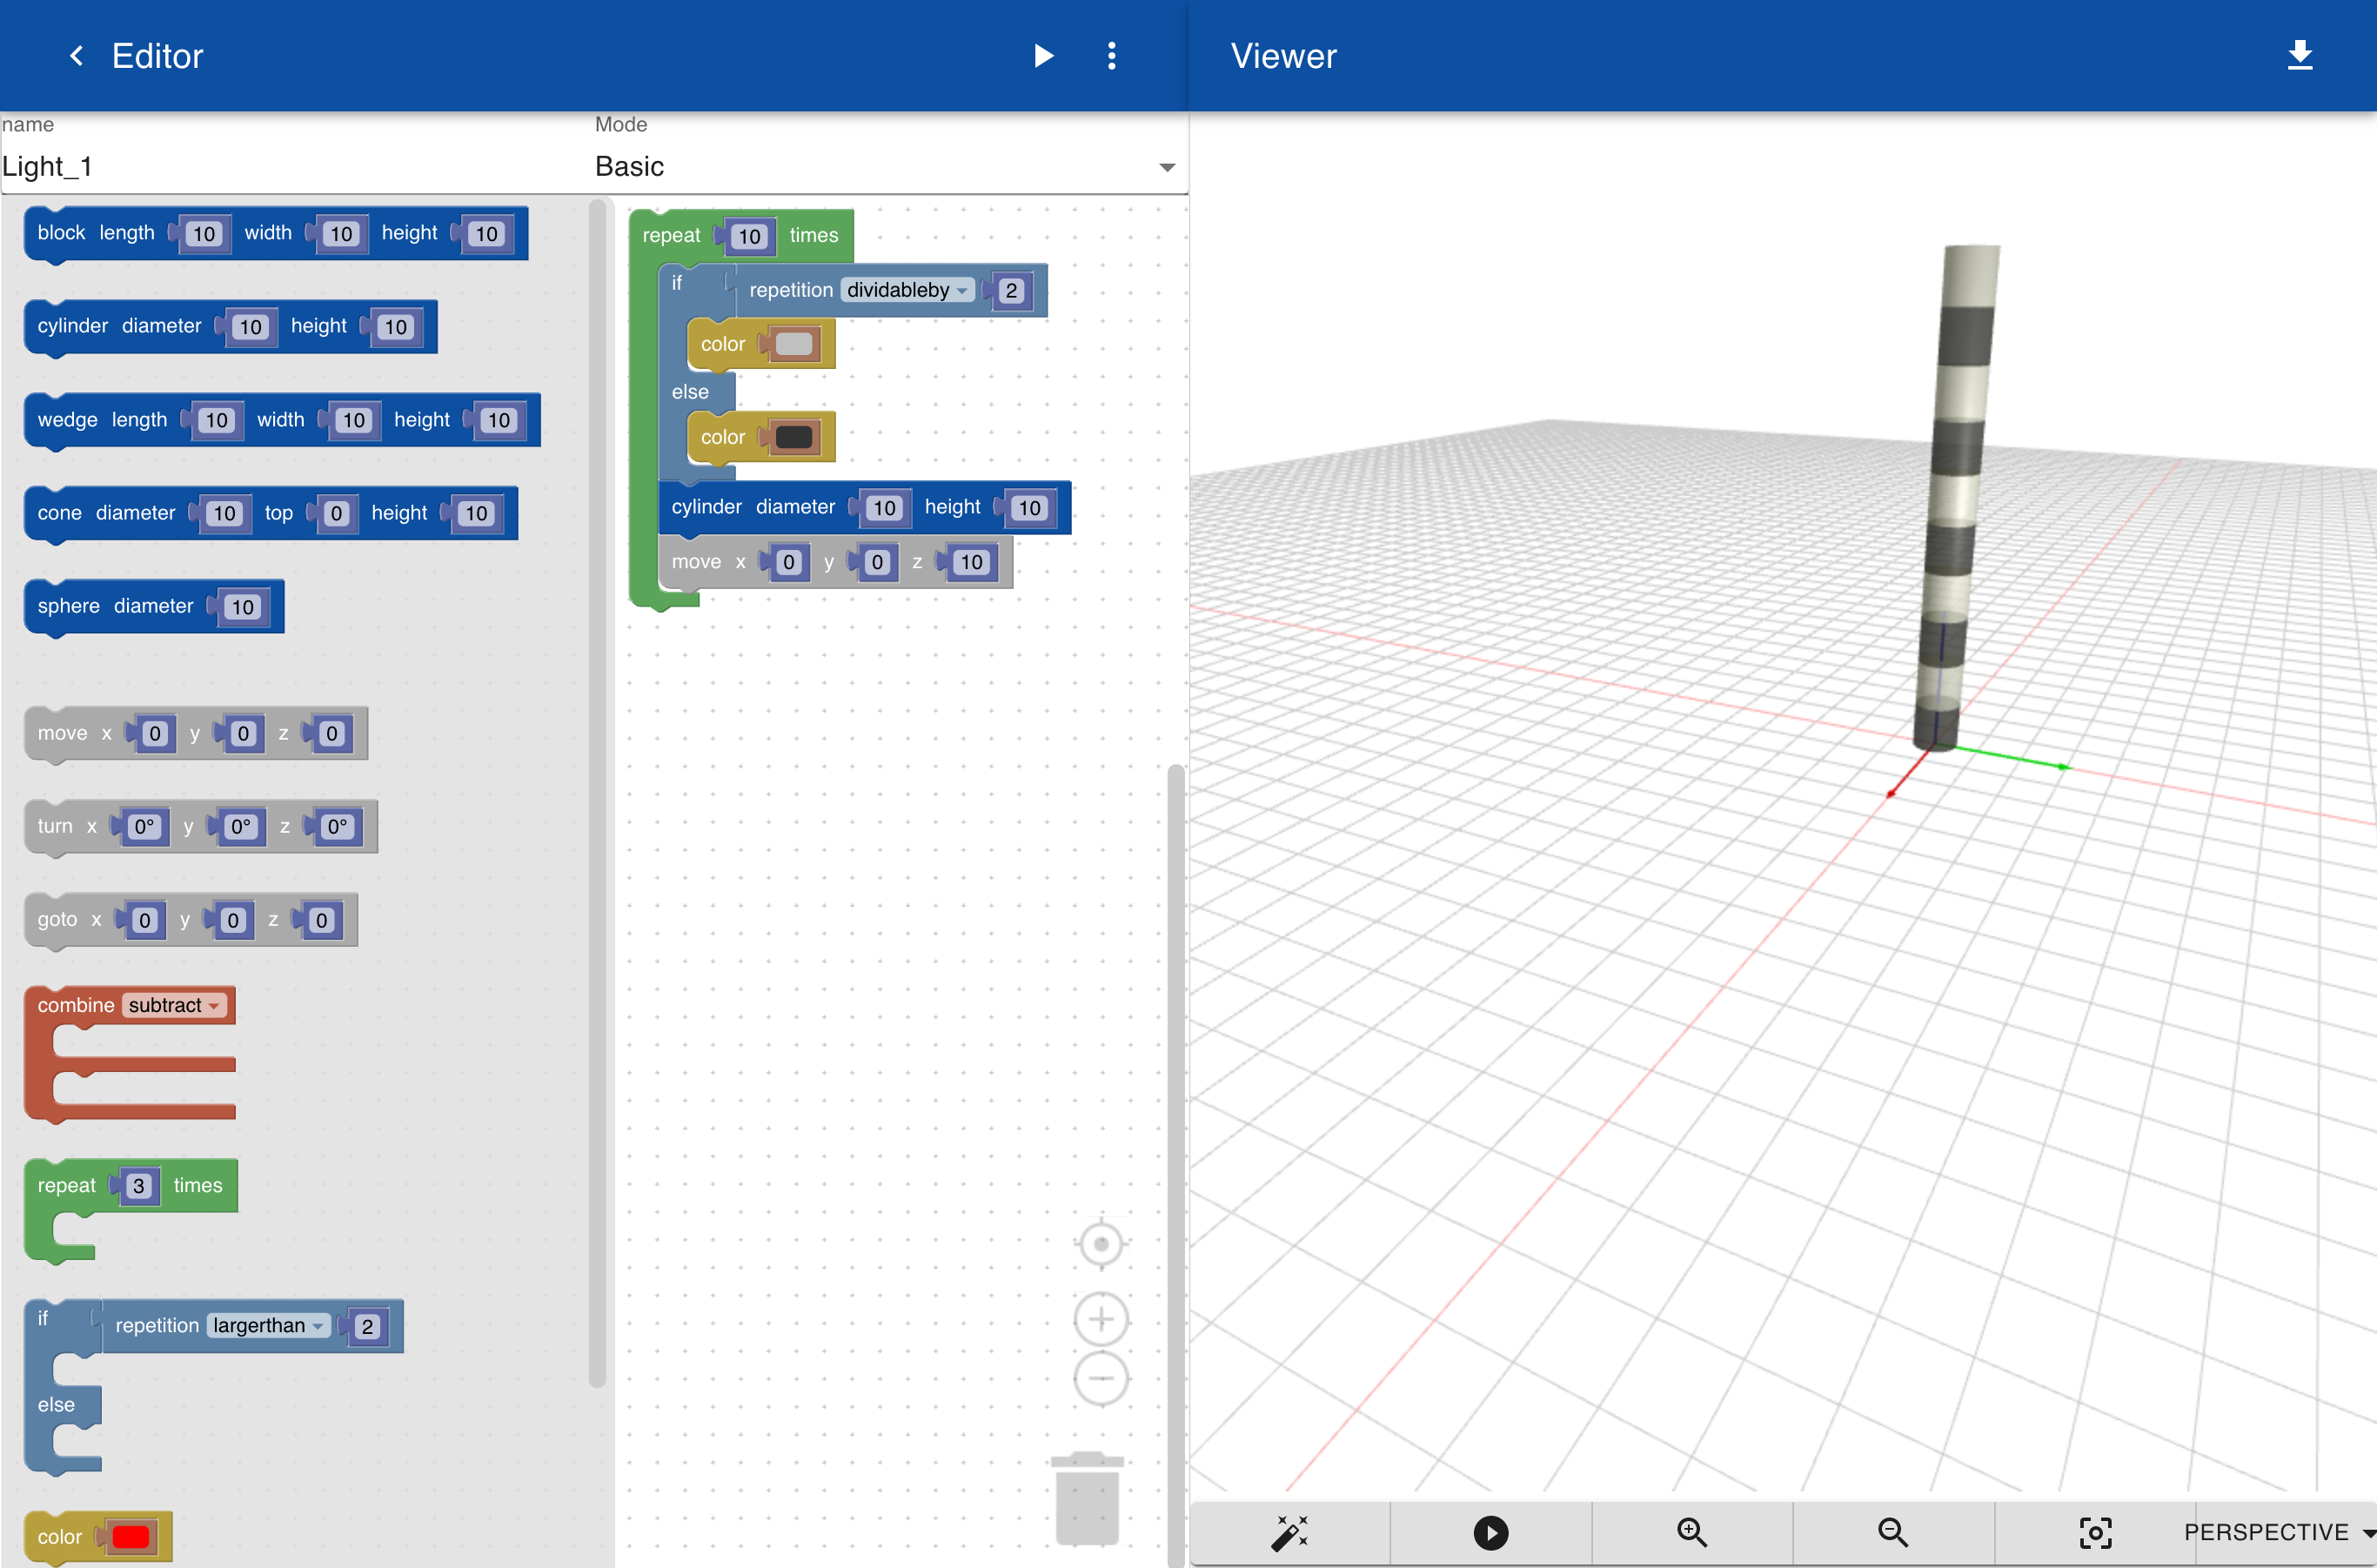 Editor
Viewer
name
Mode
Light_1
Basic
block length 10 width 10 height 10
cylinder diameter 10 height 10
wedge length 10 width 10 height 10
cone diameter 10 top 0 height 10
sphere diameter 10
move x 0 y 0 z 0
turn x 0° y 0° z 0°
goto x 0 y 0 z 0
combine subtract
repeat 3 times
if repetition largerthan 2
else
color
repeat 10 times
if repetition dividableby 2
color
else
color
cylinder diameter 10 height 10
move x 0 y 0 z 10
PERSPECTIVE